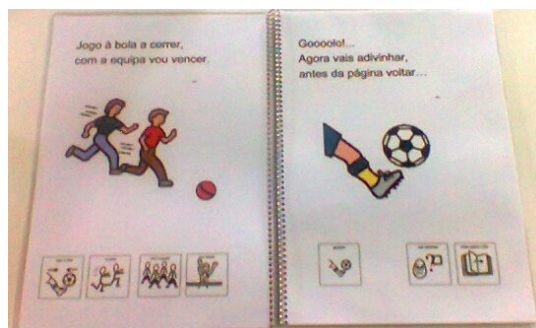 Jogo à bola a correr,
com a equipa vou vencer.
Goooolo!...
Agora vais adivinhar,
antes da página voltar...